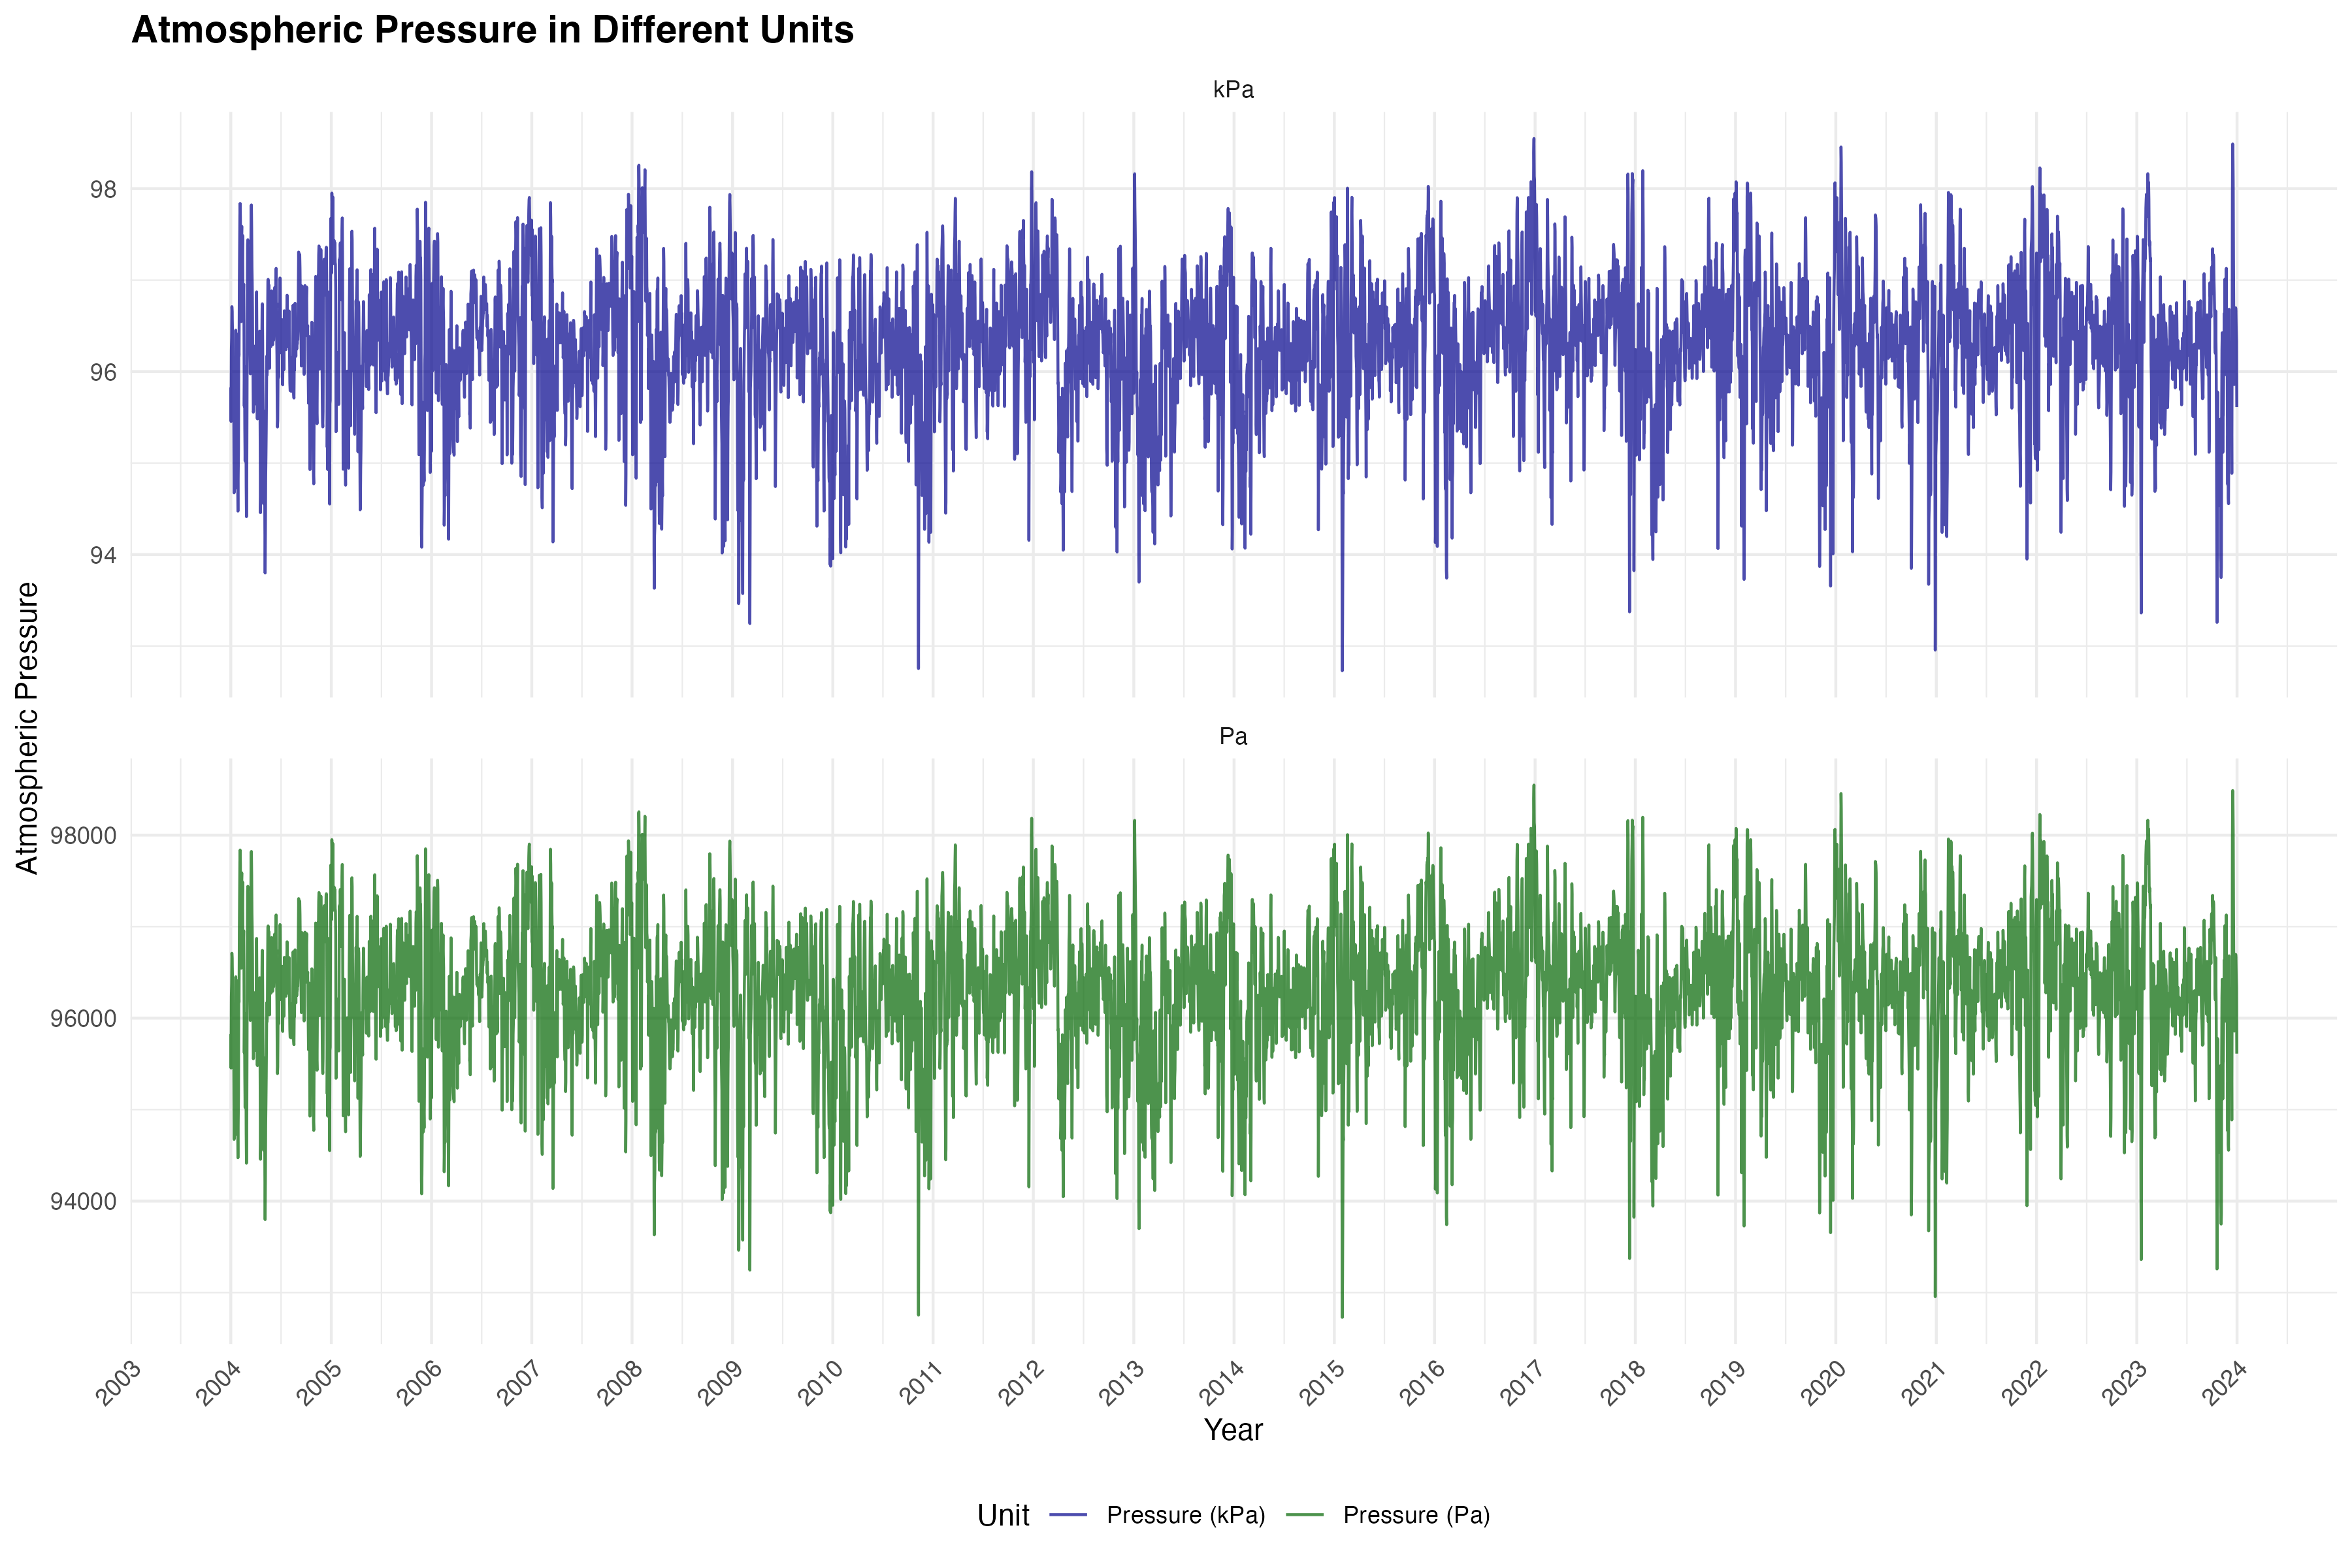 Atmospheric Pressure in Different Units
kPa
98
96
94
Atmospheric Pressure
Pa
98000
96000
94000
2003 2004 2005 2006 2007 2008 2009 2010 2011 2012 2013 2014 2015 2016 2017 2018 2019 2020 2021 2022 2023 2024
Year
Unit Pressure (kPa) Pressure (Pa)